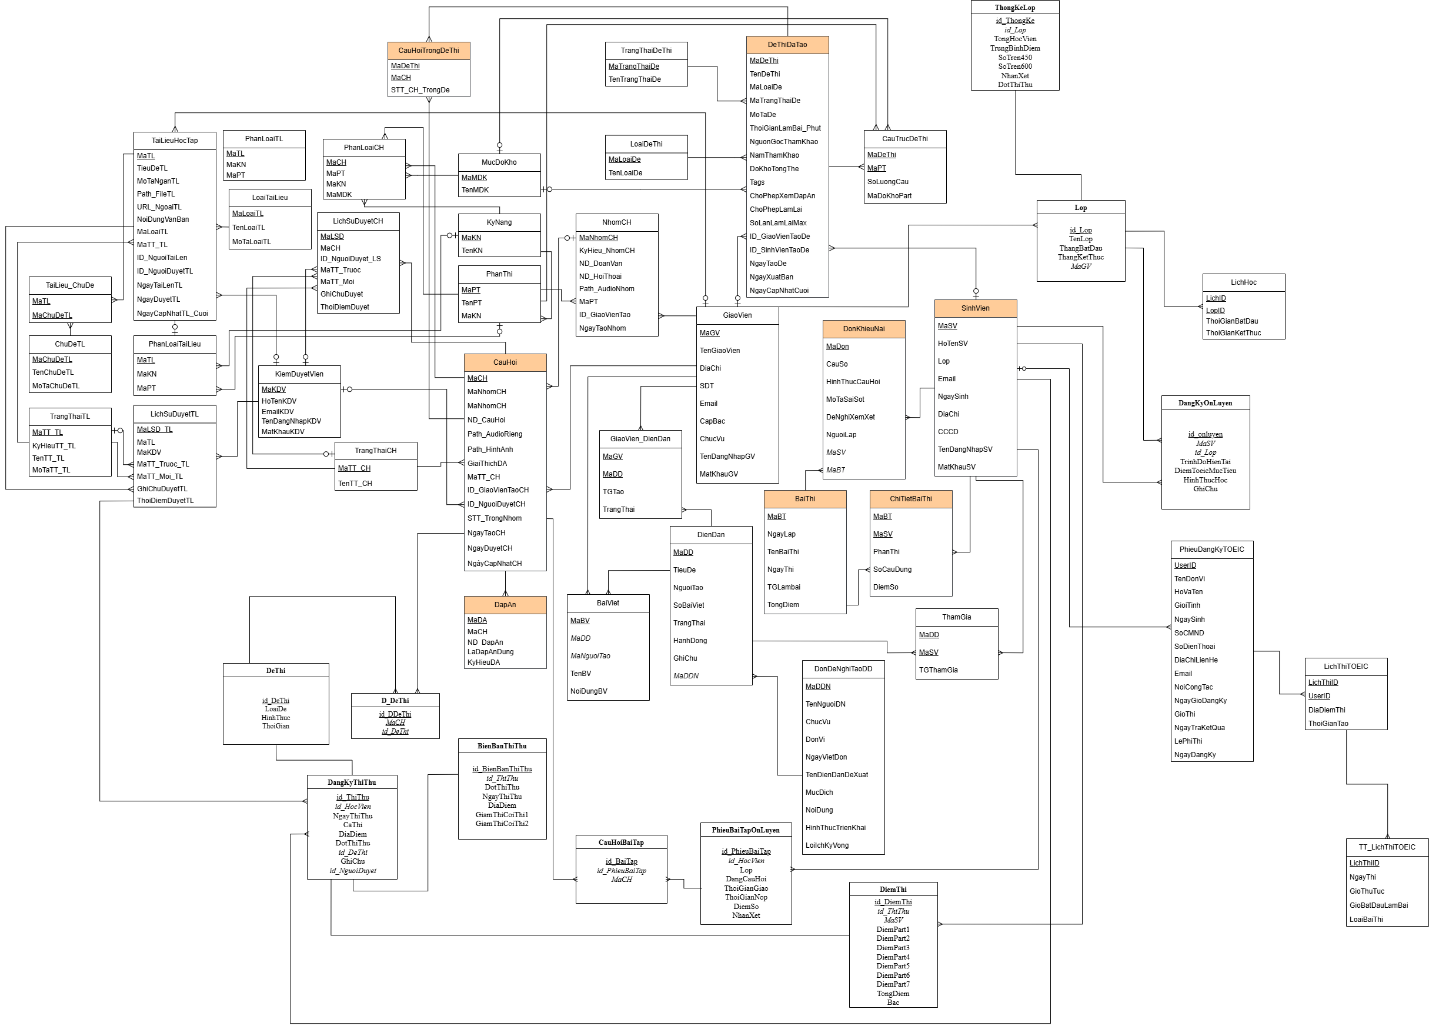 ThongKeLop
id_ThongKe
id_Lop
TongHocVien
TrungBinhDiem
SoTren450
SoTren600
NhanXet
DotThiThu
CauHoiTrongDeThi
MaDeThi
MaCH
STT_CH_TrongDe
TrangThaiDeThi
MaTrangThaiDe
TenTrangThaiDe
DeThiDaTao
MaDeThi
TenDeThi
MaLoaiDe
MaTrangThaiDe
MoTaDe
ThoiGianLamBai_Phut
NguonGocThamKhao
NamThamKhao
DoKhoTongThe
Tags
ChoPhepXemDapAn
ChoPhepLamLai
SoLanLamLaiMax
ID_GiaoVienTaoDe
ID_SinhVienTaoDe
NgayTaoDe
NgayXuatBan
NgayCapNhatCuoi
TaiLieuHocTap
MaTL
TieuDeTL
MoTaNganTL
Path_FileTL
URL_NgoaiTL
NoiDungVanBan
MaLoaiTL
MaTT_TL
ID_NguoiTaiLen
ID_NguoiDuyetTL
NgayTaiLenTL
NgayDuyetTL
NgayCapNhatTL_Cuoi
PhanLoaiTL
MaTL
MaKN
MaPT
PhanLoaiCH
MaCH
MaPT
MaKN
MaMDK
MucDoKho
MaMDK
TenMDK
LoaiDeThi
MaLoaiDe
TenLoaiDe
CauTrucDeThi
MaDeThi
MaPT
SoLuongCau
MaDoKhoPart
LoaiTaiLieu
MaLoaiTL
TenLoaiTL
MoTaLoaiTL
LichSuDuyetCH
MaLSD
MaCH
ID_NguoiDuyet_LS
MaTT_Truoc
MaTT_Moi
GhiChuDuyet
ThoiDiemDuyet
KyNang
MaKN
TenKN
NhomCH
MaNhomCH
KyHieu_NhomCH
ND_DoanVan
ND_HoiThoai
Path_AudioNhom
MaPT
ID_GiaoVienTao
NgayTaoNhom
Lop
id_Lop
TenLop
ThangBatDau
ThangKetThuc
MaGV
PhanThi
MaPT
TenPT
MaKN
TaiLieu_ChuDe
MaTL
MaChuDeTL
LichHoc
LichID
LopID
ThoiGianBatDau
ThoiGianKetThuc
GiaoVien
MaGV
TenGiaoVien
DiaChi
SDT
Email
CapBac
ChucVu
TenDangNhapGV
MatKhauGV
DonKhieuNai
MaDon
CauSo
HinhThucCauHoi
MoTaSaiSot
DeNghiXemXet
NguoiLap
MaSV
MaBT
SinhVien
MaSV
HoTenSV
Lop
Email
NgaySinh
DiaChi
CCCD
TenDangNhapSV
MatKhauSV
ChuDeTL
MaChuDeTL
TenChuDeTL
MoTaChuDeTL
PhanLoaiTaiLieu
MaTL
MaKN
MaPT
KiemDuyetVien
MaKDV
HoTenKDV
EmailKDV
TenDangNhapKDV
MatKhauKDV
CauHoi
MaCH
MaNhomCH
MaNhomCH
ND_CauHoi
Path_AudioRieng
Path_HinhAnh
GiaiThichDA
MaTT_CH
ID_GiaoVienTaoCH
ID_NguoiDuyetCH
STT_TrongNhom
NgayTaoCH
NgayDuyetCH
NgàyCapNhatCH
TrangThaiTL
MaTT_TL
KyHieuTT_TL
TenTT_TL
MoTaTT_TL
LichSuDuyetTL
MaLSD_TL
MaTL
MaKDV
MaTT_Truoc_TL
MaTT_Moi_TL
GhiChuDuyetTL
ThoiDiemDuyetTL
TrangThaiCH
MaTT_CH
TenTT_CH
DangKyOnLuyen
id_onluyen
MaSV
id_Lop
TrinhDoHienTai
DiemToeicMucTieu
HinhThucHoc
GhiChu
GiaoVien_DienDan
MaGV
MaDD
TGTao
TrangThai
BaiThi
MaBT
NgayLap
TenBaiThi
NgayThi
TGLambai
TongDiem
ChiTietBaiThi
MaBT
MaSV
PhanThi
SoCauDung
DiemSo
DienDan
MaDD
TieuDe
NguoiTao
SoBaiViet
TrangThai
HanhDong
GhiChu
MaDDN
PhieuDangKyTOEIC
UserID
TenDonVi
HoVaTen
GioiTinh
NgaySinh
SoCMND
SoDienThoai
DiaChiLienHe
Email
NoiCongTac
NgayGioDangKy
GioThi
NgayTraKetQua
LePhiThi
NgayDangKy
DapAn
MaDA
MaCH
ND_DapAn
LaDapAnDung
KyHieuDA
BaiViet
MaBV
MaDD
MaNguoiTao
TenBV
NoiDungBV
ThamGia
MaDD
MaSV
TGThamGia
DeThi
id_DeThi
LoaiDe
HinhThuc
ThoiGian
D_DeThi
id_DDeThi
MaCH
id_DeThi
DonDeNghiTaoDD
MaDDN
TenNguoiDN
ChucVu
DonVi
NgayVietDon
TenDienDanDeXuat
MucDich
NoiDung
HinhThucTrienKhai
LoiIchKyVong
LichThiTOEIC
LichThiID
UserID
DiaDiemThi
ThoiGianTao
BienBanThiThu
id_BienBanThiThu
id_ThiThu
DotThiThu
NgayThiThu
DiaDiem
GiamThiCoiThi1
GiamThiCoiThi2
DangKyThiThu
id_ThiThu
id_HocVien
NgayThiThu
CaThi
DiaDiem
DotThiThu
id_DeThi
GhiChu
id_NguoiDuyet
CauHoiBaiTap
id_BaiTap
id_PhieuBaiTap
MaCH
PhieuBaiTapOnLuyen
id_PhieuBaiTap
id_HocVien
Lop
DangCauHoi
ThoiGianGiao
ThoiGianNop
DiemSo
NhanXet
TT_LichThiTOEIC
LichThiID
NgayThi
GioThuTuc
GioBatDauLamBai
LoaiBaiThi
DiemThi
id_DiemThi
id_ThiThu
MaSV
DiemPart1
DiemPart2
DiemPart3
DiemPart4
DiemPart5
DiemPart6
DiemPart7
TongDiem
Bac